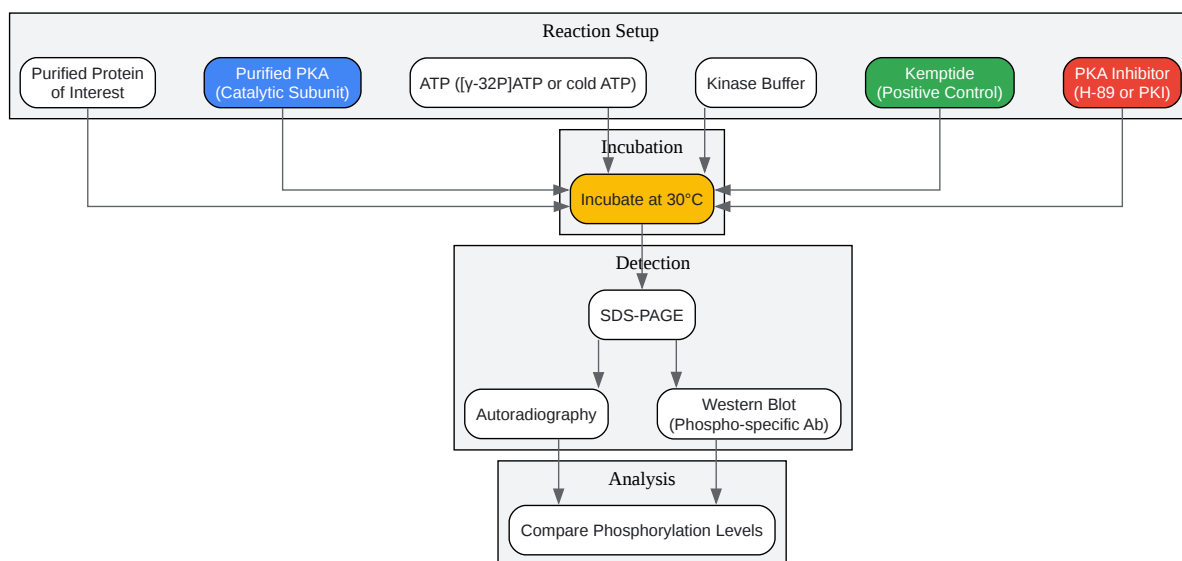 Reaction Setup
Purified Protein
of Interest
Purified PKA
(Catalytic Subunit)
ATP ([γ-32P]ATP or cold ATP)
Kinase Buffer
Kemptide
(Positive Control)
PKA Inhibitor
(H-89 or PKI)
Incubation
Incubate at 30°C
Detection
SDS-PAGE
Autoradiography
Western Blot
(Phospho-specific Ab)
Analysis
Compare Phosphorylation Levels